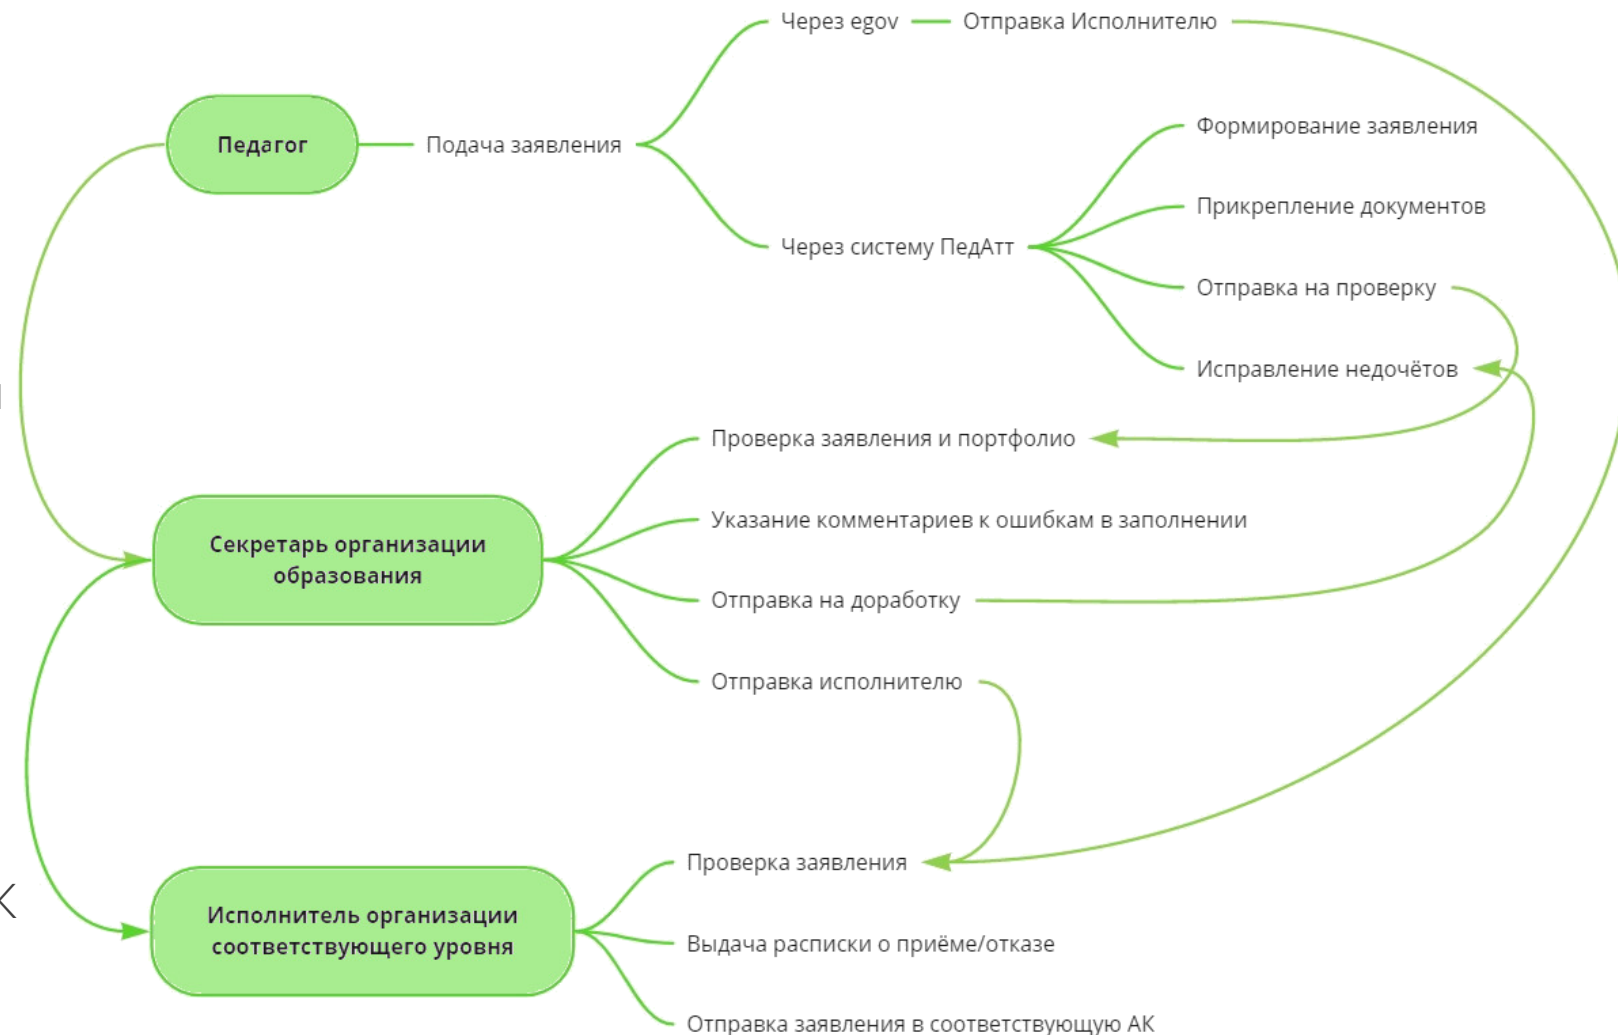 Через egov
Отправка Исполнителю
Педагог
Подача заявления
Формирование заявления
Прикрепление документов
Через систему ПедАтт
Отправка на проверку
Исправление недочётов
Проверка заявления и портфолио
Указание комментариев к ошибкам в заполнении
Секретарь организации
образования
Отправка на доработку
Отправка исполнителю
Проверка заявления
Исполнитель организации
соответствующего уровня
Выдача расписки о приёме/отказе
Отправка заявления в соответствующую АК